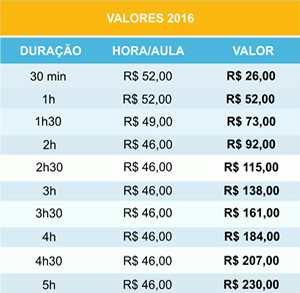 VALORES 2016
DURAÇÃO HORA/AULA VALOR
30 min R$ 52,00 R$ 26,00
1h R$ 52,00 R$ 52,00
1h30 R$ 49,00 R$ 73,00
2h R$ 46,00 R$ 92,00
2h30 R$ 46,00 R$ 115,00
3h R$ 46,00 R$ 138,00
3h30 R$ 46,00 R$ 161,00
4h R$ 46,00 R$ 184,00
4h30 R$ 46,00 R$ 207,00
5h R$ 46,00 R$ 230,00